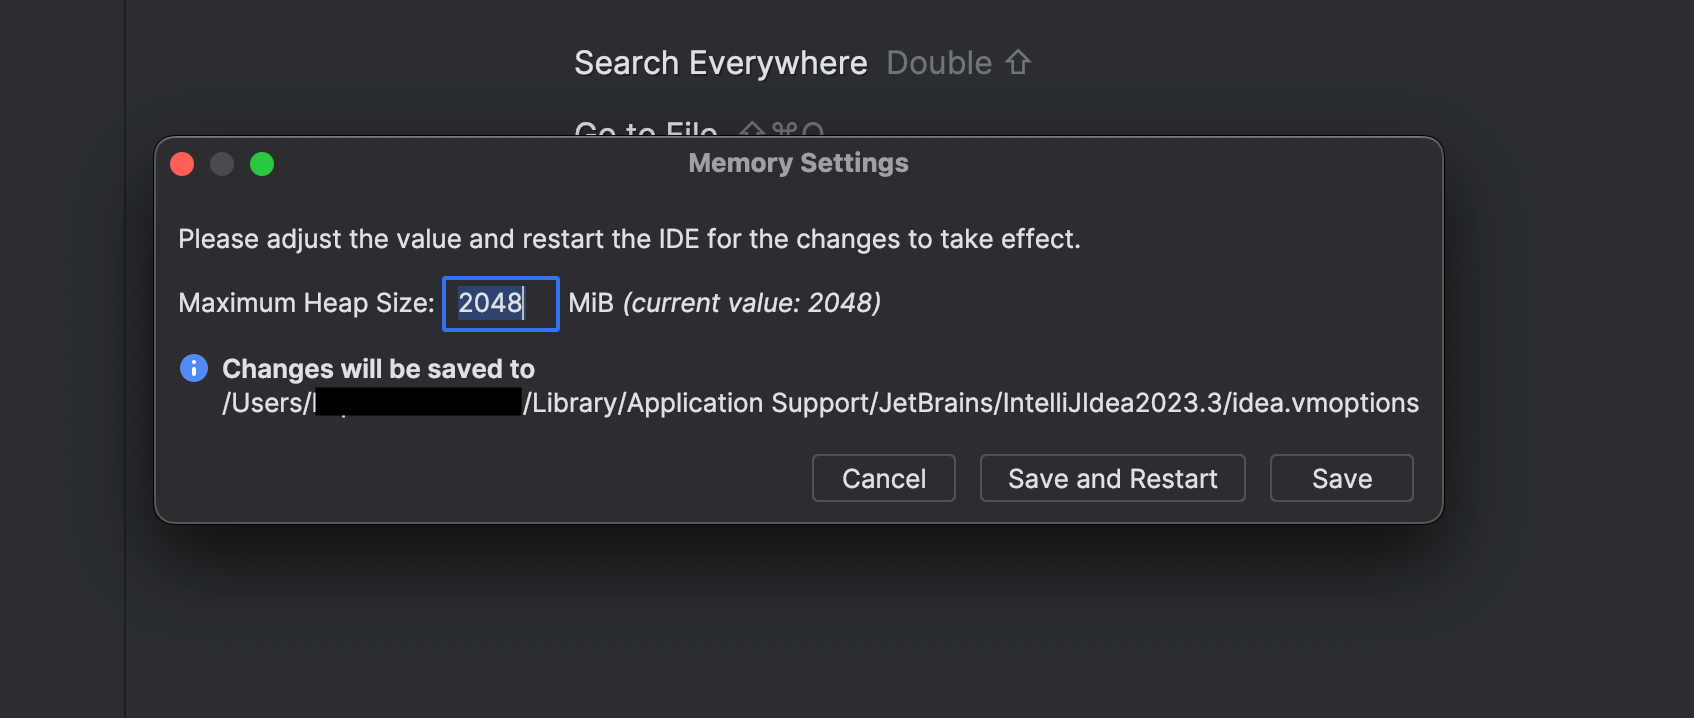 Search Everywhere Double ⇧
Go to File ⇧⌘O
Memory Settings
Please adjust the value and restart the IDE for the changes to take effect.
Maximum Heap Size: 2048 MiB (current value: 2048)
Changes will be saved to
/Users/ /Library/Application Support/JetBrains/IntelliJIdea2023.3/idea.vmoptions
Cancel Save and Restart Save